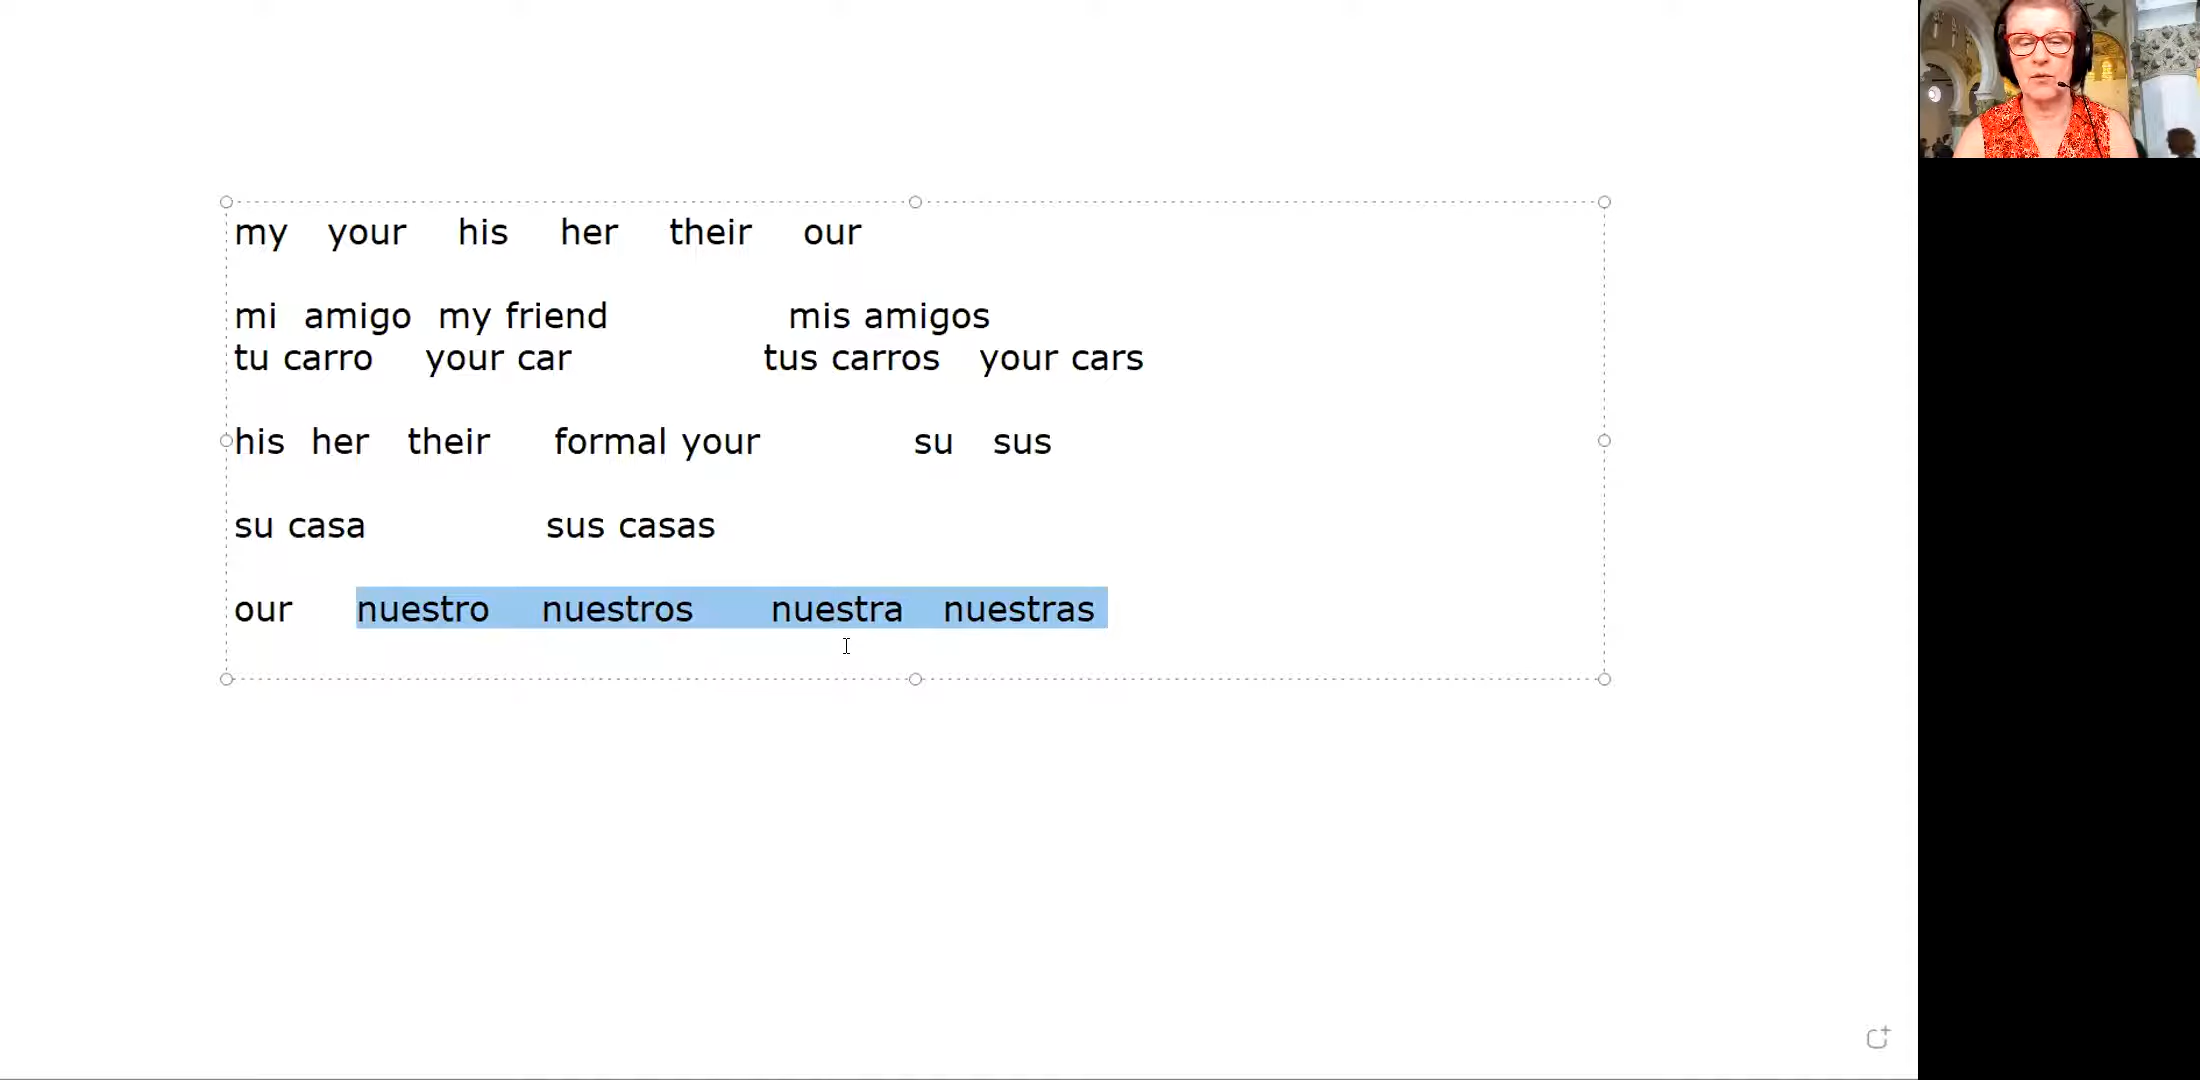 my your his her their our
mi amigo my friend mis amigos
tu carro your car tus carros your cars
his her their formal your su sus
su casa sus casas
our nuestro nuestros nuestra nuestras